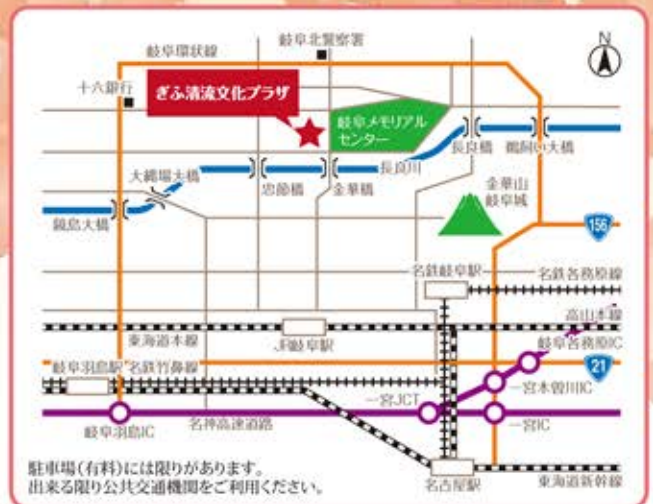 N
岐阜北警察署
岐阜環状線
十六銀行
ぎふ清流文化プラザ
岐阜メモリアル
センター
長良橋
鵜飼い大橋
長良川
大縄場大橋
忠節橋
金華橋
金華山
岐阜城
鏡島大橋
156
名鉄岐阜駅
名鉄各務原線
高山本線
東海道本線
JR岐阜駅
岐阜各務原IC
岐阜羽島駅
名鉄竹鼻線
21
一宮木曽川IC
一宮JCT
一宮IC
岐阜羽島IC
名神高速道路
駐車場(有料)には限りがあります。
出来る限り公共交通機関をご利用ください。
名古屋駅
東海道新幹線